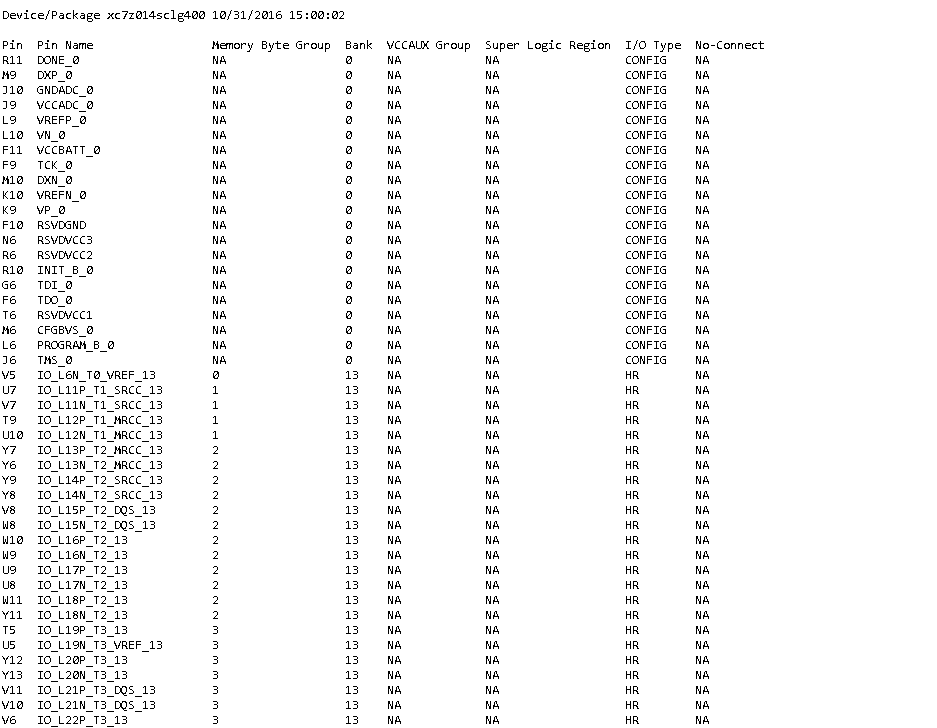 Device/Package xc7z014sclg400 10/31/2016 15:00:02
Pin  Pin Name                 Memory Byte Group  Bank  VCCAUX Group  Super Logic Region  I/O Type  No-Connect
R11  DONE_0                   NA                 0     NA            NA                  CONFIG    NA
M9   DXP_0                    NA                 0     NA            NA                  CONFIG    NA
J10  GNDADC_0                 NA                 0     NA            NA                  CONFIG    NA
J9   VCCADC_0                 NA                 0     NA            NA                  CONFIG    NA
L9   VREFP_0                  NA                 0     NA            NA                  CONFIG    NA
L10  VN_0                     NA                 0     NA            NA                  CONFIG    NA
F11  VCCBATT_0                NA                 0     NA            NA                  CONFIG    NA
F9   TCK_0                    NA                 0     NA            NA                  CONFIG    NA
M10  DXN_0                    NA                 0     NA            NA                  CONFIG    NA
K10  VREFN_0                  NA                 0     NA            NA                  CONFIG    NA
K9   VP_0                     NA                 0     NA            NA                  CONFIG    NA
F10  RSVDGND                  NA                 0     NA            NA                  CONFIG    NA
N6   RSVDVCC3                 NA                 0     NA            NA                  CONFIG    NA
R6   RSVDVCC2                 NA                 0     NA            NA                  CONFIG    NA
R10  INIT_B_0                 NA                 0     NA            NA                  CONFIG    NA
G6   TDI_0                    NA                 0     NA            NA                  CONFIG    NA
F6   TDO_0                    NA                 0     NA            NA                  CONFIG    NA
T6   RSVDVCC1                 NA                 0     NA            NA                  CONFIG    NA
M6   CFGBVS_0                 NA                 0     NA            NA                  CONFIG    NA
L6   PROGRAM_B_0              NA                 0     NA            NA                  CONFIG    NA
J6   TMS_0                    NA                 0     NA            NA                  CONFIG    NA
V5   IO_L6N_T0_VREF_13        0                  13    NA            NA                  HR        NA
U7   IO_L11P_T1_SRCC_13       1                  13    NA            NA                  HR        NA
V7   IO_L11N_T1_SRCC_13       1                  13    NA            NA                  HR        NA
T9   IO_L12P_T1_MRCC_13       1                  13    NA            NA                  HR        NA
U10  IO_L12N_T1_MRCC_13       1                  13    NA            NA                  HR        NA
Y7   IO_L13P_T2_MRCC_13       2                  13    NA            NA                  HR        NA
Y6   IO_L13N_T2_MRCC_13       2                  13    NA            NA                  HR        NA
Y9   IO_L14P_T2_SRCC_13       2                  13    NA            NA                  HR        NA
Y8   IO_L14N_T2_SRCC_13       2                  13    NA            NA                  HR        NA
V8   IO_L15P_T2_DQS_13        2                  13    NA            NA                  HR        NA
W8   IO_L15N_T2_DQS_13        2                  13    NA            NA                  HR        NA
W10  IO_L16P_T2_13            2                  13    NA            NA                  HR        NA
W9   IO_L16N_T2_13            2                  13    NA            NA                  HR        NA
U9   IO_L17P_T2_13            2                  13    NA            NA                  HR        NA
U8   IO_L17N_T2_13            2                  13    NA            NA                  HR        NA
W11  IO_L18P_T2_13            2                  13    NA            NA                  HR        NA
Y11  IO_L18N_T2_13            2                  13    NA            NA                  HR        NA
T5   IO_L19P_T3_13            3                  13    NA            NA                  HR        NA
U5   IO_L19N_T3_VREF_13       3                  13    NA            NA                  HR        NA
Y12  IO_L20P_T3_13            3                  13    NA            NA                  HR        NA
Y13  IO_L20N_T3_13            3                  13    NA            NA                  HR        NA
V11  IO_L21P_T3_DQS_13        3                  13    NA            NA                  HR        NA
V10  IO_L21N_T3_DQS_13        3                  13    NA            NA                  HR        NA
V6   IO_L22P_T3_13            3                  13    NA            NA                  HR        NA